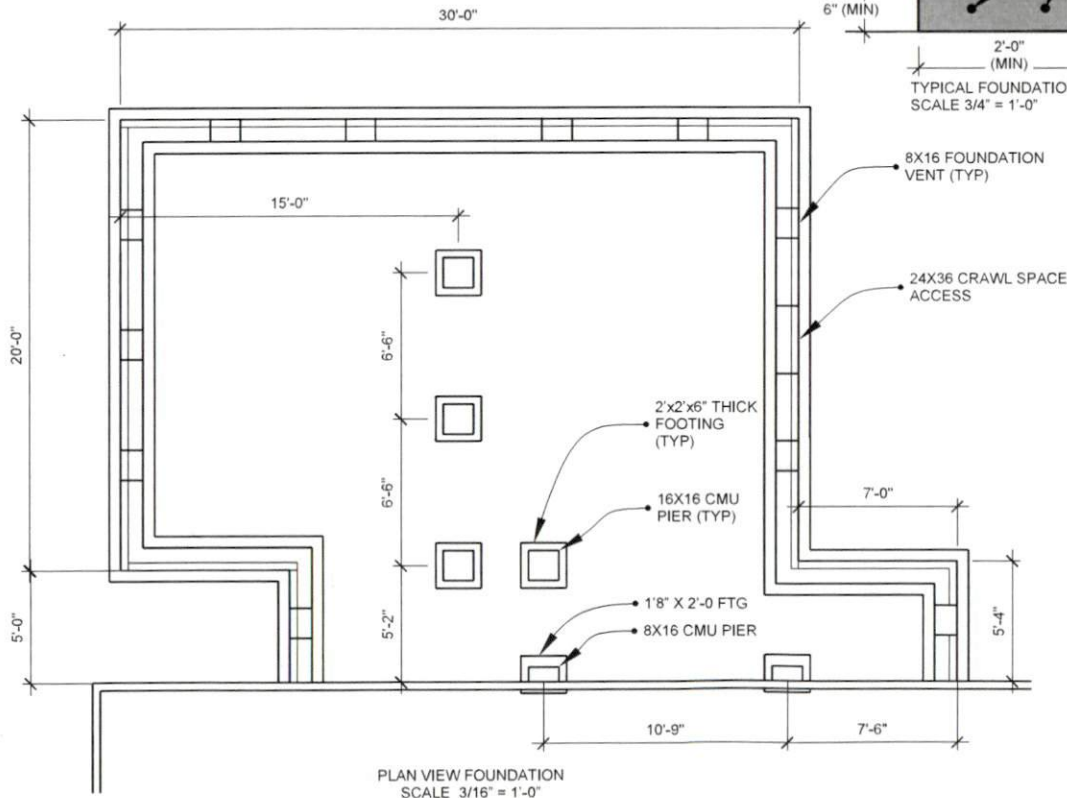 30'-0"
6" (MIN)
2'-0"
(MIN)
TYPICAL FOUNDATIO
SCALE 3/4" = 1'-0"
8X16 FOUNDATION
VENT (TYP)
15'-0"
24X36 CRAWL SPACE
ACCESS
20'-0"
6'-6"
2'x2'x6" THICK
FOOTING
(TYP)
6'-6"
16X16 CMU
PIER (TYP)
7'-0"
5'-0"
5'-2"
1'8" X 2'-0 FTG
8X16 CMU PIER
5'-4"
10'-9"
7'-6"
PLAN VIEW FOUNDATION
SCALE 3/16" = 1'-0"